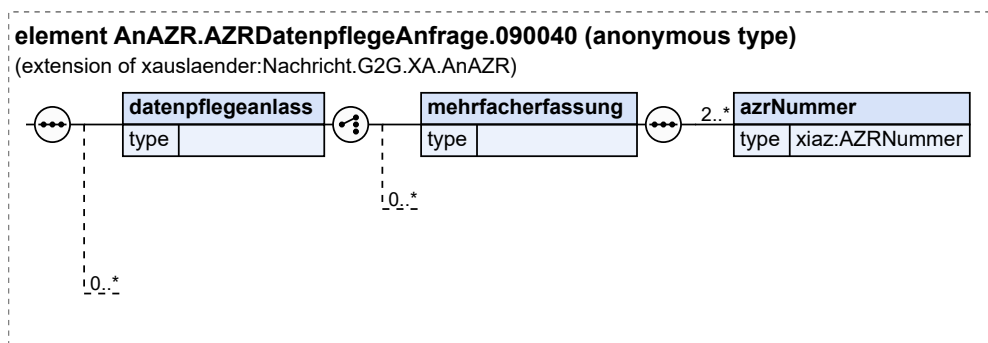 element AnAZR.AZRDatenpflegeAnfrage.090040 (anonymous type)
(extension of xauslaender:Nachricht.G2G.XA.AnAZR)
datenpflegeanlass
type
mehrfacherfassung
type
2..*
azrNummer
type xiaz:AZRNummer
0..*
0..*